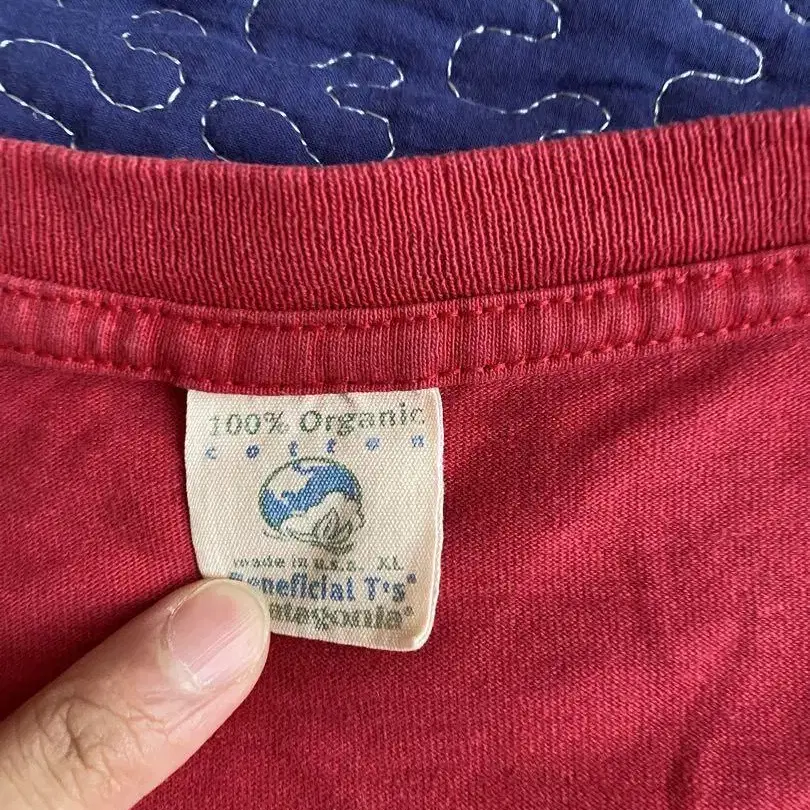 100% Organic
cotton
made in u.s.a. XL
Beneficial T's®
Patagonia®